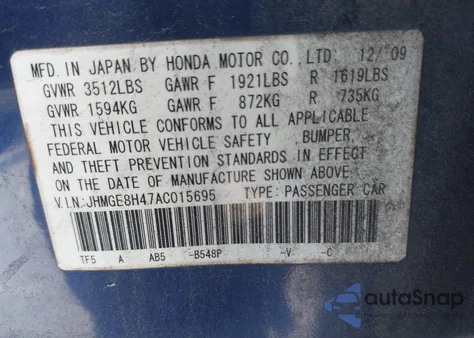 MFD. IN JAPAN BY HONDA MOTOR CO., LTD. 12/'09
GVWR 3512LBS GAWR F 1921LBS R 1619LBS
GVWR 1594KG GAWR F 872KG R 735KG
THIS VEHICLE CONFORMS TO ALL APPLICABLE
FEDERAL MOTOR VEHICLE SAFETY, BUMPER,
AND THEFT PREVENTION STANDARDS IN EFFECT
ON THE DATE OF MANUFACTURE SHOWN ABOVE.
V.I.N:JHMGE8H47AC015695 TYPE: PASSENGER CAR
TF5 A AB5 -B548P -V -C
autoSnap